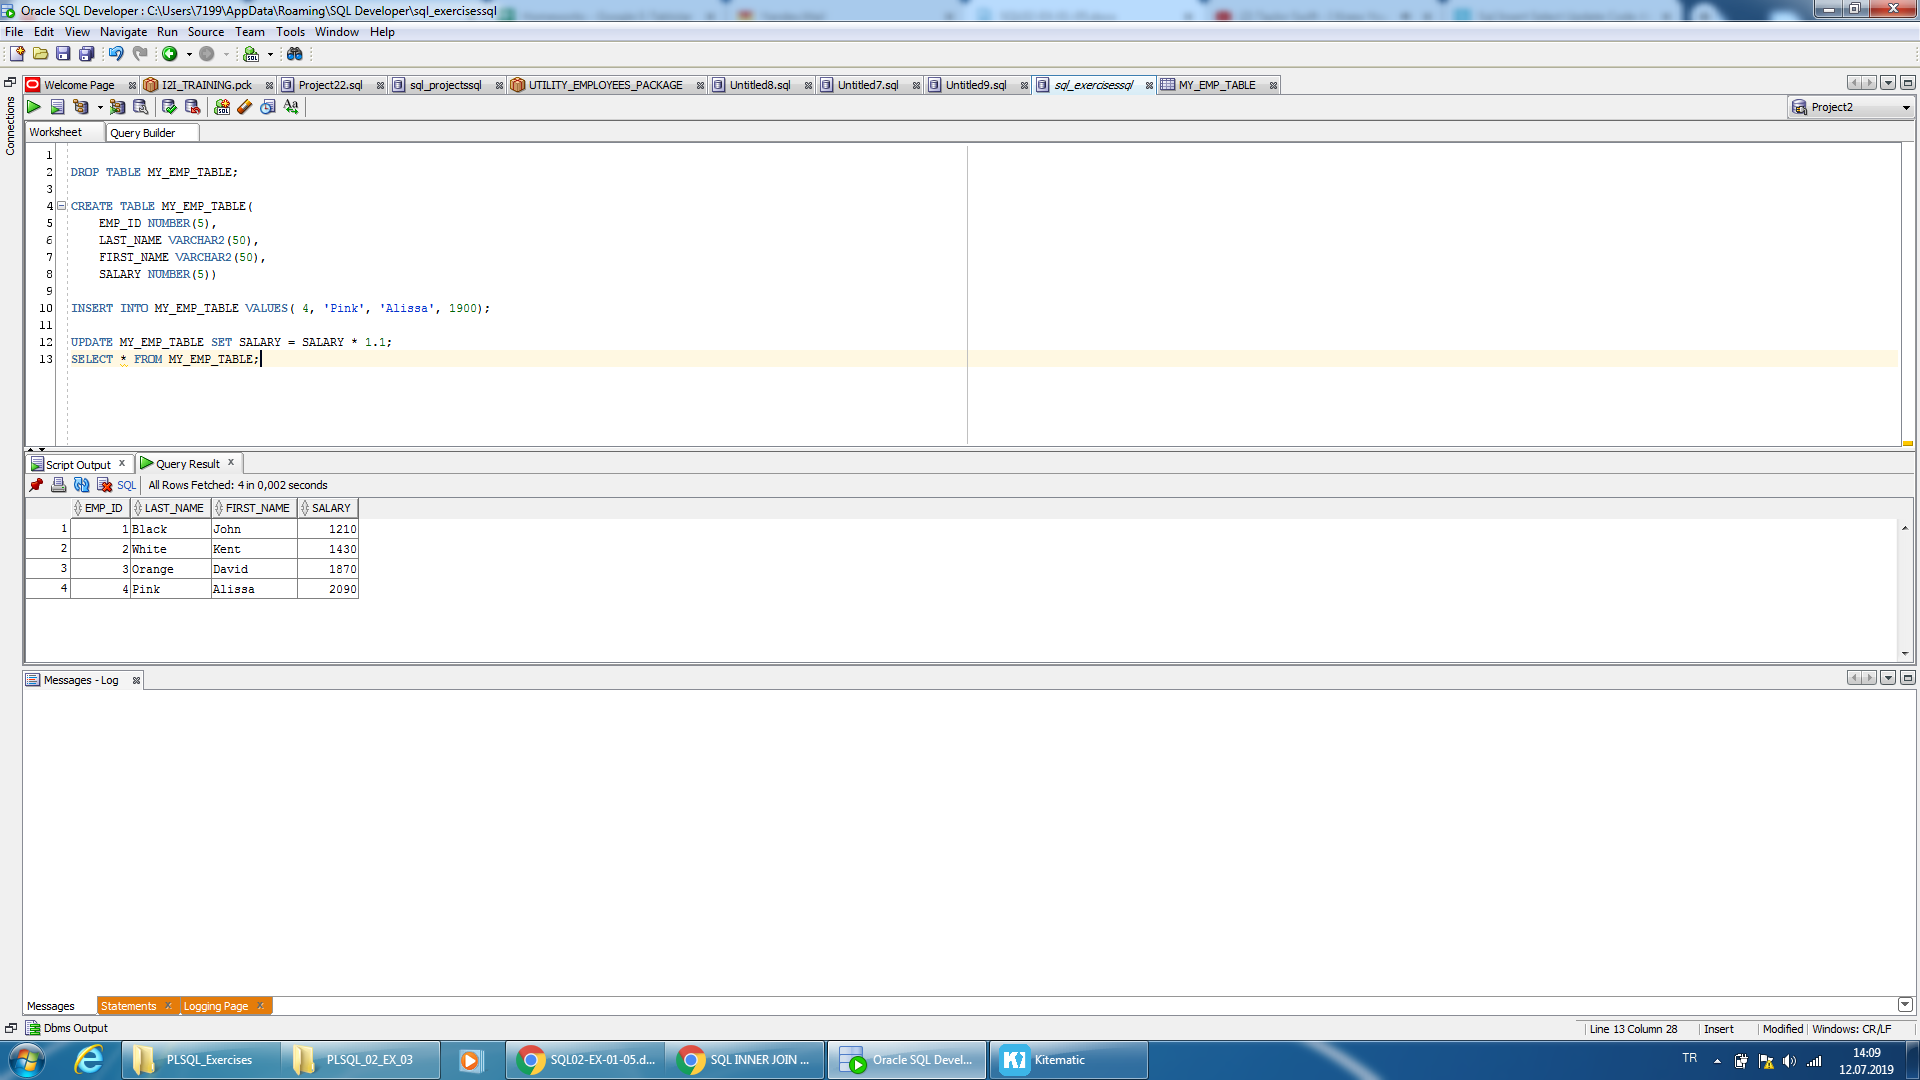 Oracle SQL Developer : C:\Users\7199\AppData\Roaming\SQL Developer\sql_exercisessql
File Edit View Navigate Run Source Team Tools Window Help
Connections
Welcome Page I2I_TRAINING.pck Project22.sql sql_projectssql UTILITY_EMPLOYEES_PACKAGE Untitled8.sql Untitled7.sql Untitled9.sql sql_exercisessql MY_EMP_TABLE
Project2
Worksheet Query Builder
1
2 DROP TABLE MY_EMP_TABLE;
3
4 CREATE TABLE MY_EMP_TABLE(
5 EMP_ID NUMBER(5),
6 LAST_NAME VARCHAR2(50),
7 FIRST_NAME VARCHAR2(50),
8 SALARY NUMBER(5))
9
10 INSERT INTO MY_EMP_TABLE VALUES( 4, 'Pink', 'Alissa', 1900);
11
12 UPDATE MY_EMP_TABLE SET SALARY = SALARY * 1.1;
13 SELECT * FROM MY_EMP_TABLE;
Script Output x Query Result x
SQL All Rows Fetched: 4 in 0,002 seconds
EMP_ID LAST_NAME FIRST_NAME SALARY
1 1 Black John 1210
2 2 White Kent 1430
3 3 Orange David 1870
4 4 Pink Alissa 2090
Messages - Log
Messages Statements x Logging Page x
Dbms Output
Line 13 Column 28 Insert Modified Windows: CR/LF
PLSQL_Exercises PLSQL_02_EX_03 SQL02-EX-01-05.d... SQL INNER JOIN ... Oracle SQL Devel... Kitematic
TR
14:09
12.07.2019